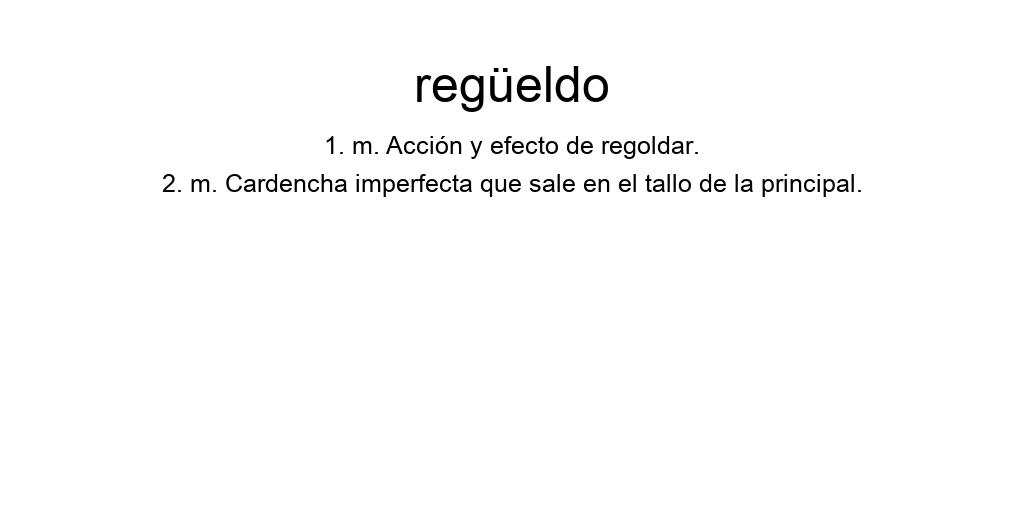 regüeldo
1. m. Acción y efecto de regoldar.
2. m. Cardencha imperfecta que sale en el tallo de la principal.